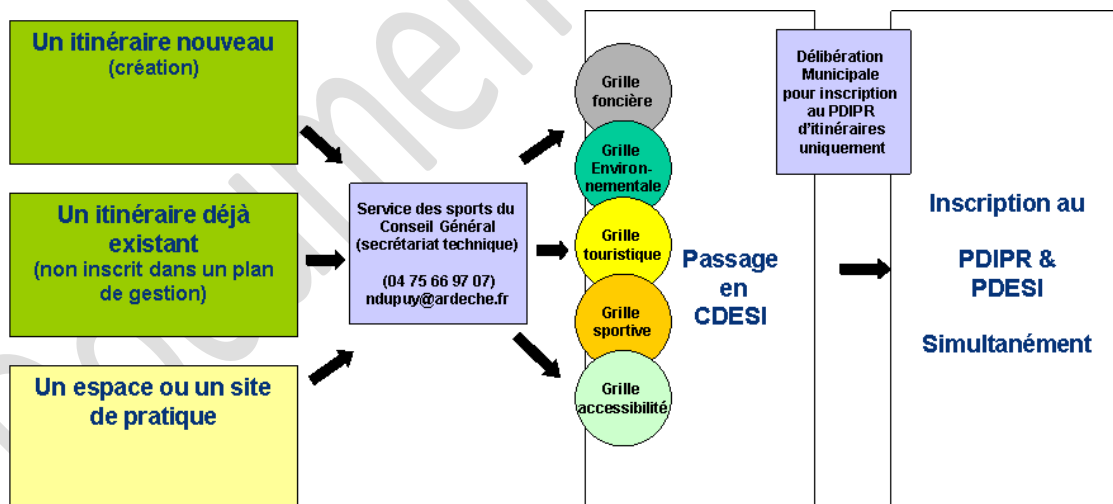 Un itinéraire nouveau
(création)
Un itinéraire déjà
existant
(non inscrit dans un plan
de gestion)
Un espace ou un site
de pratique
Service des sports du
Conseil Général
(secrétariat technique)
(04 75 66 97 07)
ndupuy@ardeche.fr
Grille
foncière
Grille
Environ-
nementale
Grille
touristique
Grille
sportive
Grille
accessibilité
Passage
en
CDESI
Délibération
Municipale
pour inscription
au PDIPR
d'itinéraires
uniquement
Inscription au
PDIPR &
PDESI
Simultanément